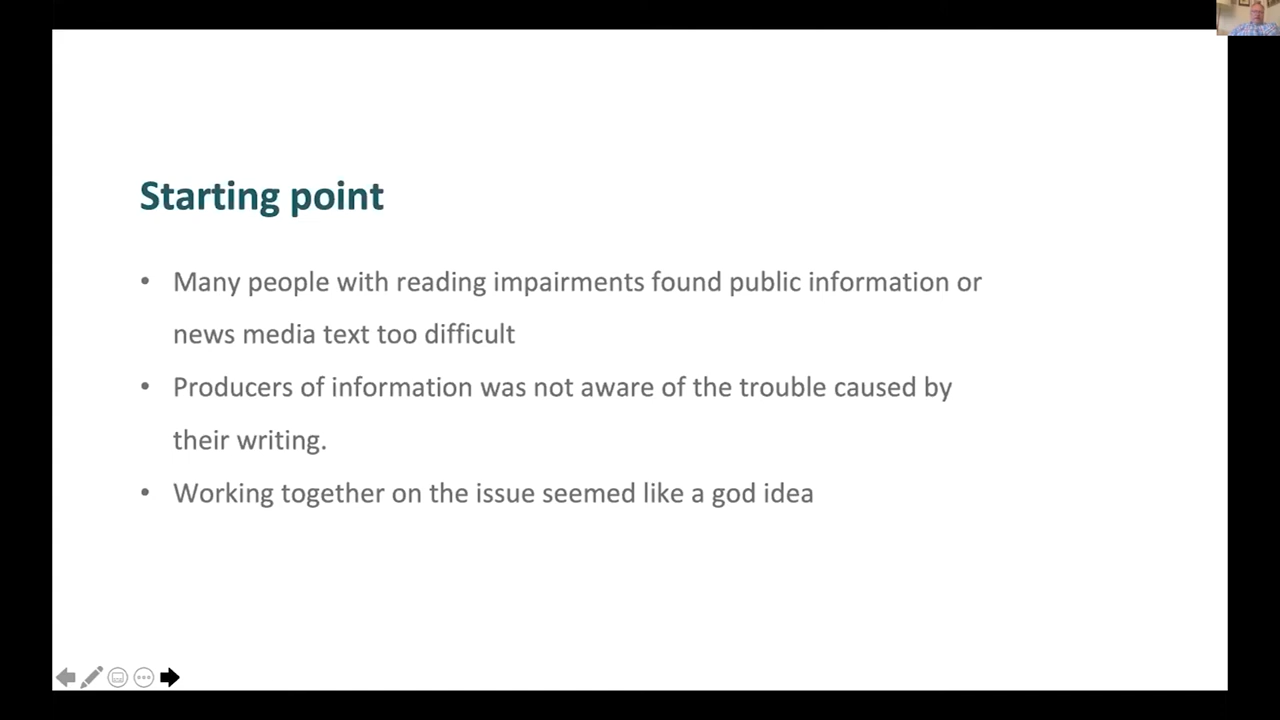 Starting point
• Many people with reading impairments found public information or
news media text too difficult
• Producers of information was not aware of the trouble caused by
their writing.
• Working together on the issue seemed like a god idea